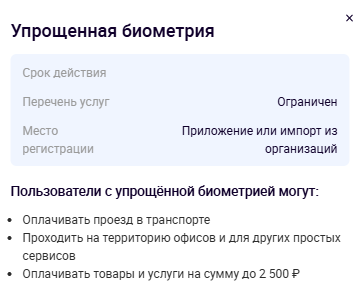 ×
Упрощенная биометрия
Срок действия
Перечень услуг Ограничен
Место регистрации Приложение или импорт из организаций
Пользователи с упрощённой биометрией могут:
• Оплачивать проезд в транспорте
• Проходить на территорию офисов и для других простых
сервисов
• Оплачивать товары и услуги на сумму до 2 500 ₽